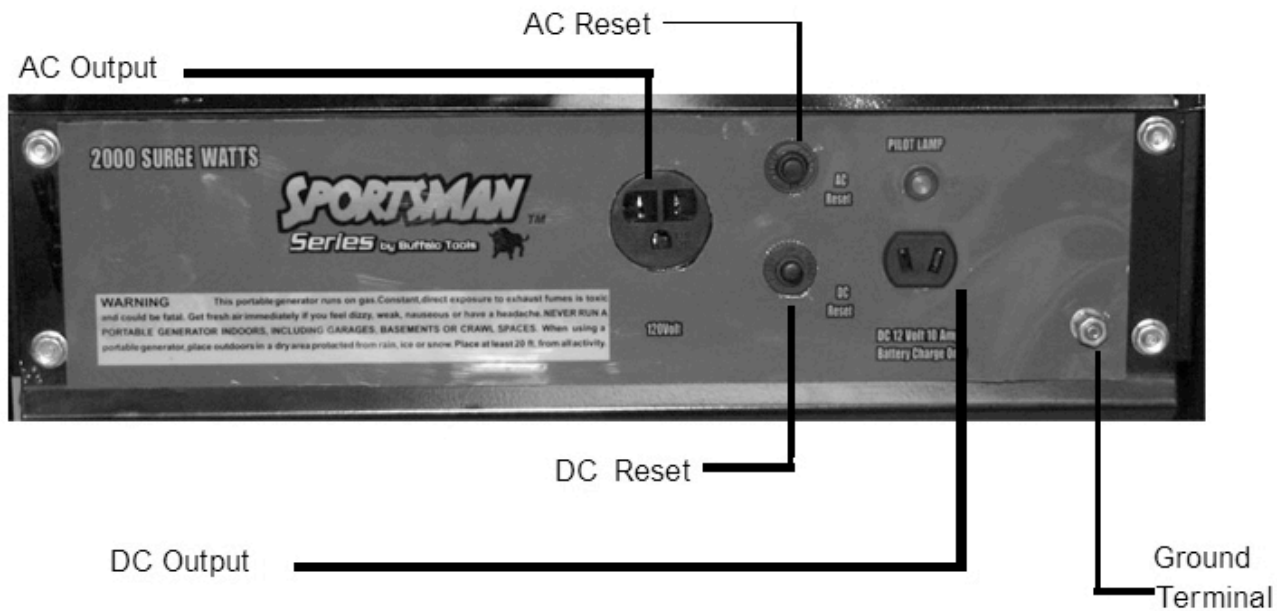 AC Reset
AC Output
2000 SURGE WATTS
PILOT LAMP
SPORTSMAN TM
Series by Buffalo Tools
AC
Reset
WARNING This portable generator runs on gas. Constant, direct exposure to exhaust fumes is toxic
and could be fatal. Get fresh air immediately if you feel dizzy, weak, nauseous or have a headache. NEVER RUN A
PORTABLE GENERATOR INDOORS, INCLUDING GARAGES, BASEMENTS OR CRAWL SPACES. When using a
portable generator, place outdoors in a dry area protacted from rain, ice or snow. Place at least 20 ft. from all activity.
DC
Reset
120Volt
DC 12 Volt 10 Am
Battery Charge On
DC Reset
DC Output
Ground
Terminal